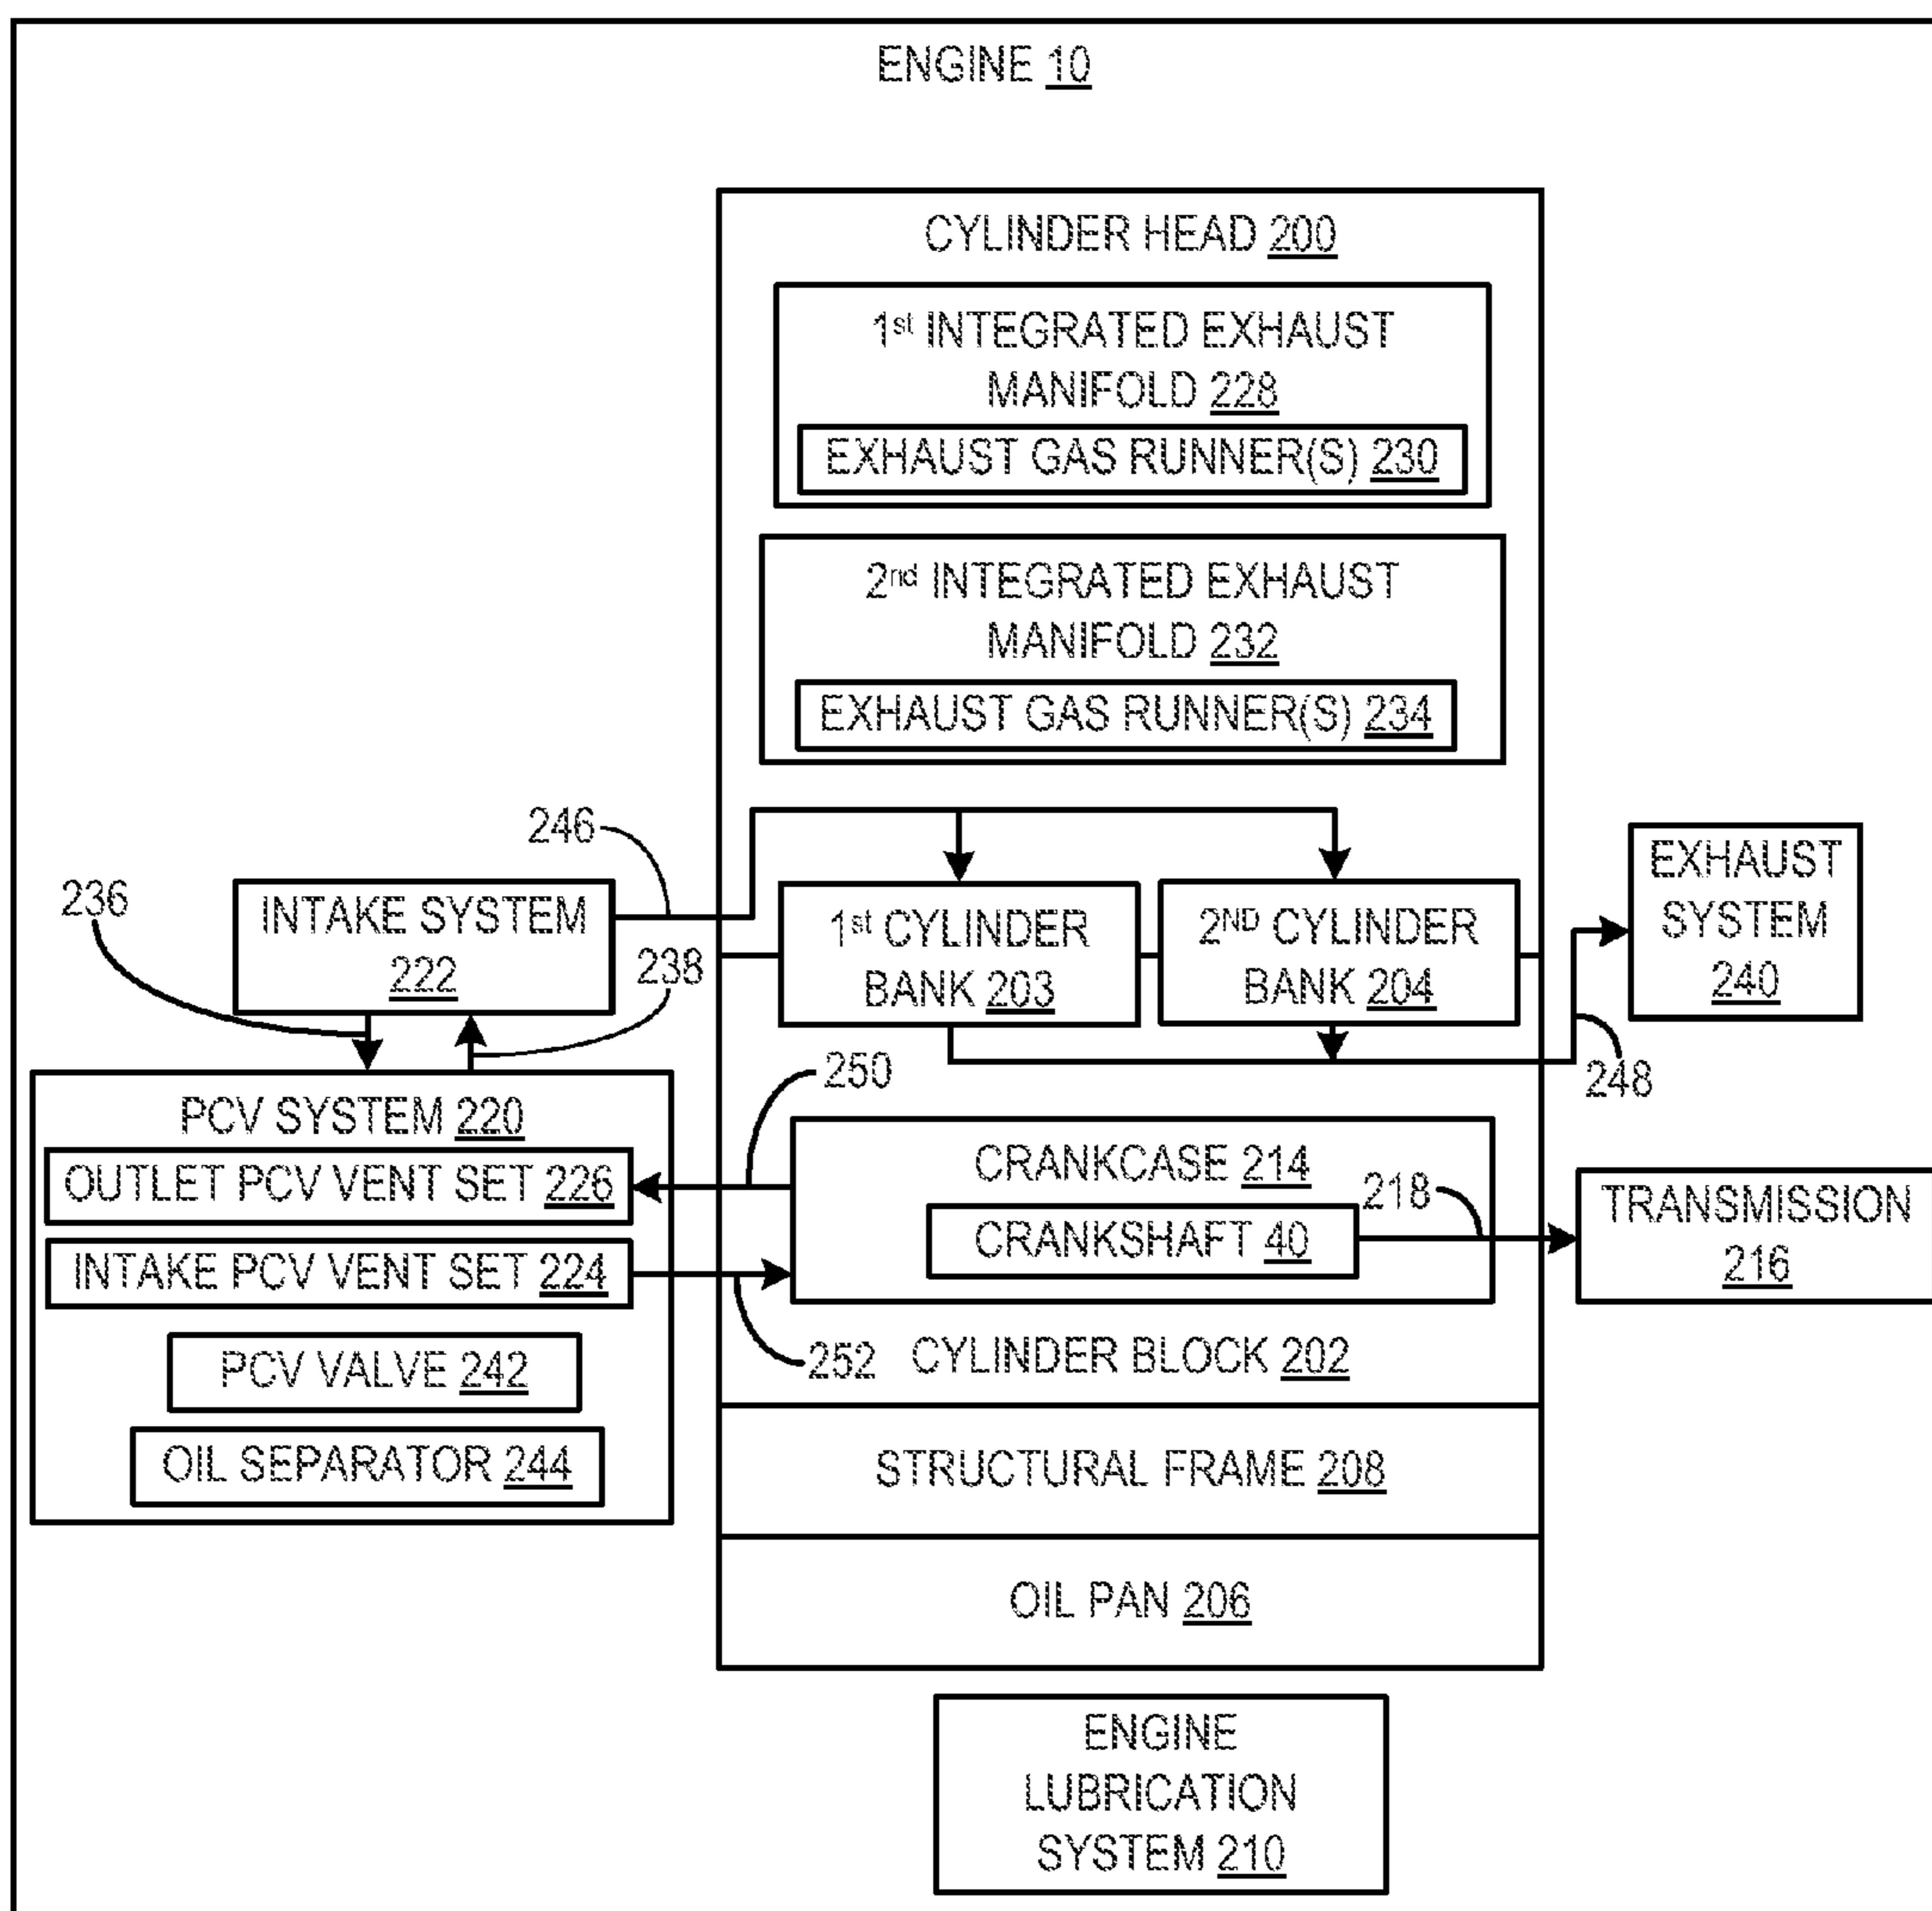 ENGINE 10
CYLINDER HEAD 200
1st INTEGRATED EXHAUST
MANIFOLD 228
EXHAUST GAS RUNNER(S) 230
2nd INTEGRATED EXHAUST
MANIFOLD 232
EXHAUST GAS RUNNER(S) 234
246
236
INTAKE SYSTEM
222
238
1st CYLINDER
BANK 203
2ND CYLINDER
BANK 204
EXHAUST
SYSTEM
240
248
250
PCV SYSTEM 220
OUTLET PCV VENT SET 226
INTAKE PCV VENT SET 224
PCV VALVE 242
OIL SEPARATOR 244
CRANKCASE 214
218
CRANKSHAFT 40
TRANSMISSION
216
252
CYLINDER BLOCK 202
STRUCTURAL FRAME 208
OIL PAN 206
ENGINE
LUBRICATION
SYSTEM 210